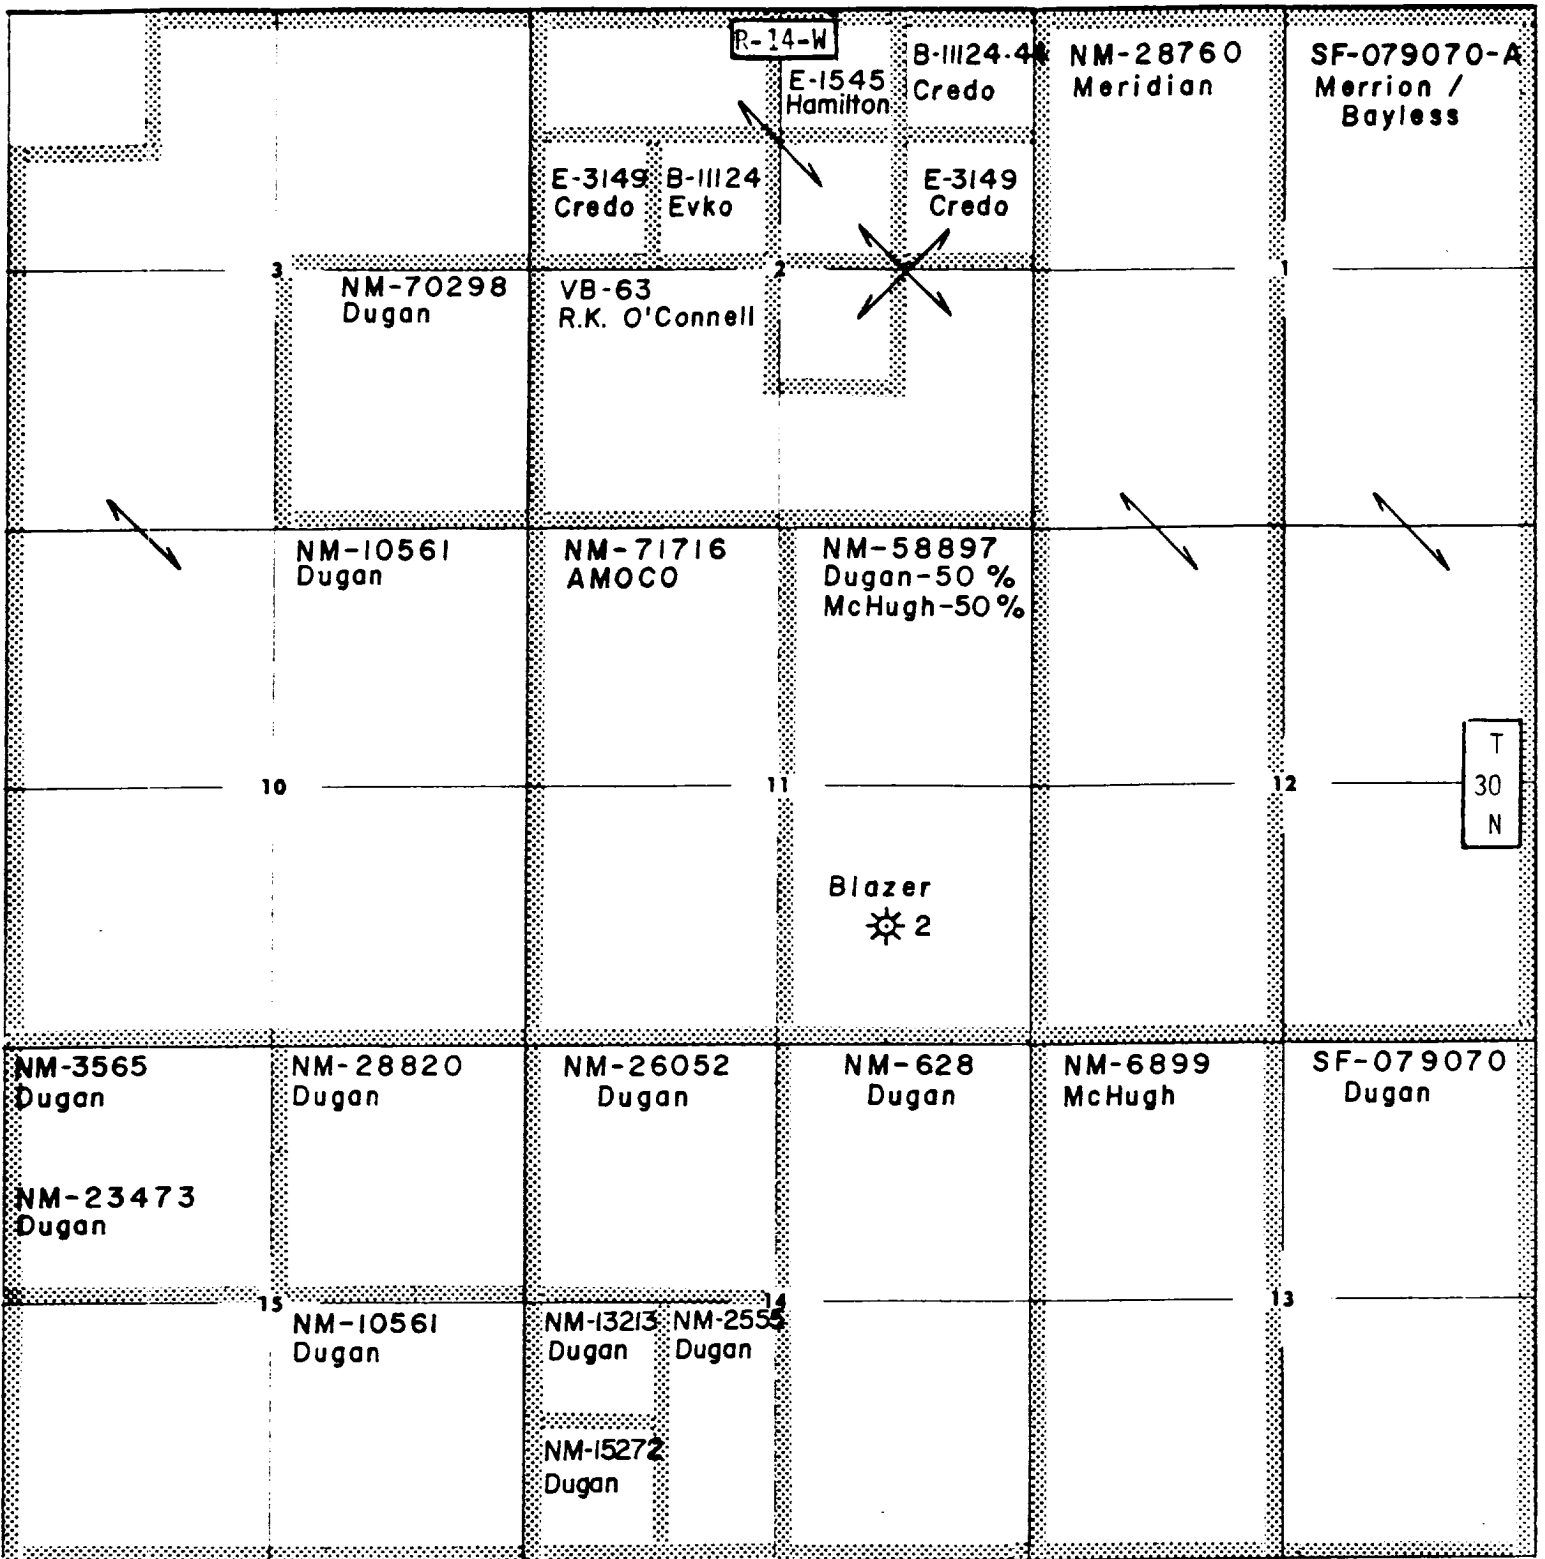 R-14-W
E-1545
Hamilton
B-11124-44
Credo
NM-28760
Meridian
SF-079070-A
Merrion /
Bayless
E-3149
Credo
B-11124
Evko
E-3149
Credo
3
2
1
NM-70298
Dugan
VB-63
R.K. O'Connell
NM-10561
Dugan
NM-71716
AMOCO
NM-58897
Dugan-50 %
McHugh-50%
T
30
N
10
11
12
Blazer
2
NM-3565
Dugan
NM-28820
Dugan
NM-26052
Dugan
NM-628
Dugan
NM-6899
McHugh
SF-079070
Dugan
NM-23473
Dugan
15
14
13
NM-10561
Dugan
NM-13213
Dugan
NM-2555
Dugan
NM-15272
Dugan